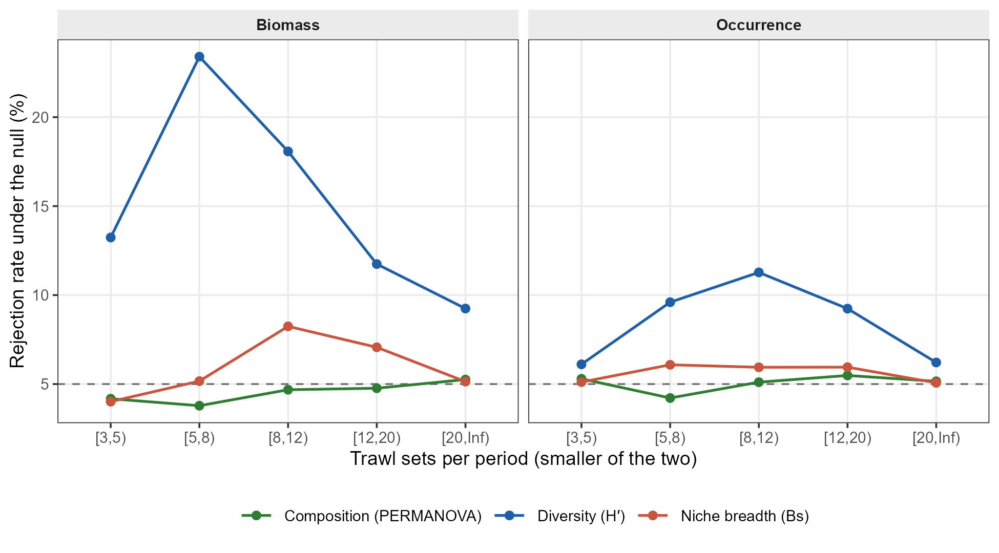 Biomass
Occurrence
Rejection rate under the null (%)
20
15
10
5
[3,5) [5,8) [8,12) [12,20) [20,Inf)
[3,5) [5,8) [8,12) [12,20) [20,Inf)
Trawl sets per period (smaller of the two)
Composition (PERMANOVA) Diversity (H′) Niche breadth (Bs)